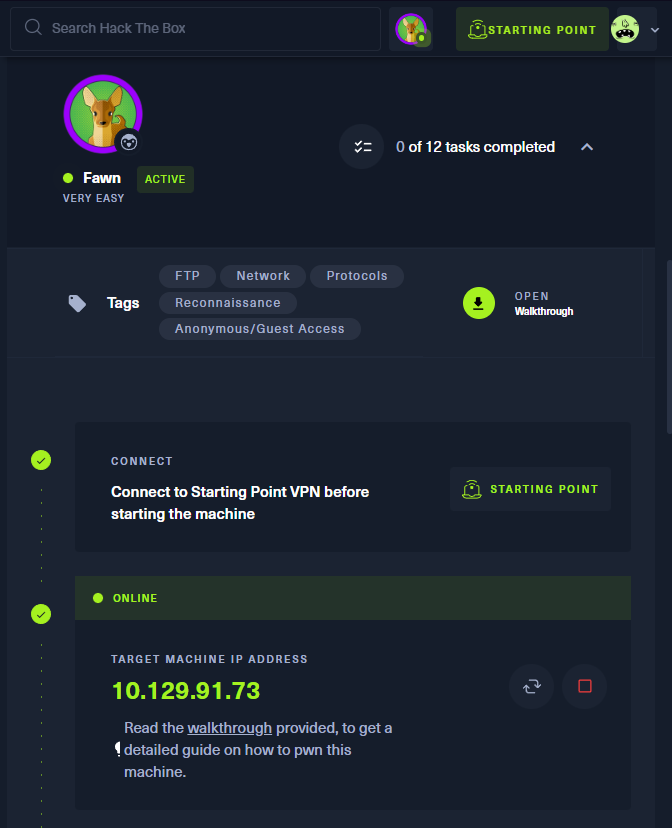 Search Hack The Box
STARTING POINT
0 of 12 tasks completed
Fawn
ACTIVE
VERY EASY
Tags
FTP
Network
Protocols
Reconnaissance
Anonymous/Guest Access
OPEN
Walkthrough
CONNECT
Connect to Starting Point VPN before
starting the machine
STARTING POINT
ONLINE
TARGET MACHINE IP ADDRESS
10.129.91.73
Read the walkthrough provided, to get a
detailed guide on how to pwn this
machine.